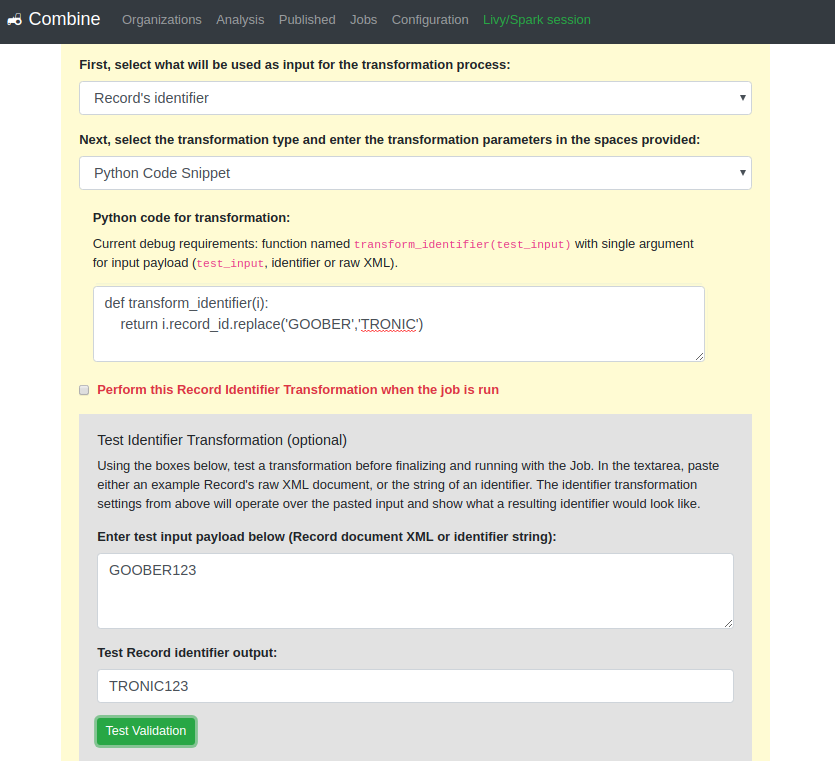 Combine Organizations Analysis Published Jobs Configuration Livy/Spark session
First, select what will be used as input for the transformation process:
Record's identifier
Next, select the transformation type and enter the transformation parameters in the spaces provided:
Python Code Snippet
Python code for transformation:
Current debug requirements: function named transform_identifier(test_input) with single argument
for input payload (test_input, identifier or raw XML).
def transform_identifier(i):
    return i.record_id.replace('GOOBER','TRONIC')
Perform this Record Identifier Transformation when the job is run
Test Identifier Transformation (optional)
Using the boxes below, test a transformation before finalizing and running with the Job. In the textarea, paste
either an example Record's raw XML document, or the string of an identifier. The identifier transformation
settings from above will operate over the pasted input and show what a resulting identifier would look like.
Enter test input payload below (Record document XML or identifier string):
GOOBER123
Test Record identifier output:
TRONIC123
Test Validation